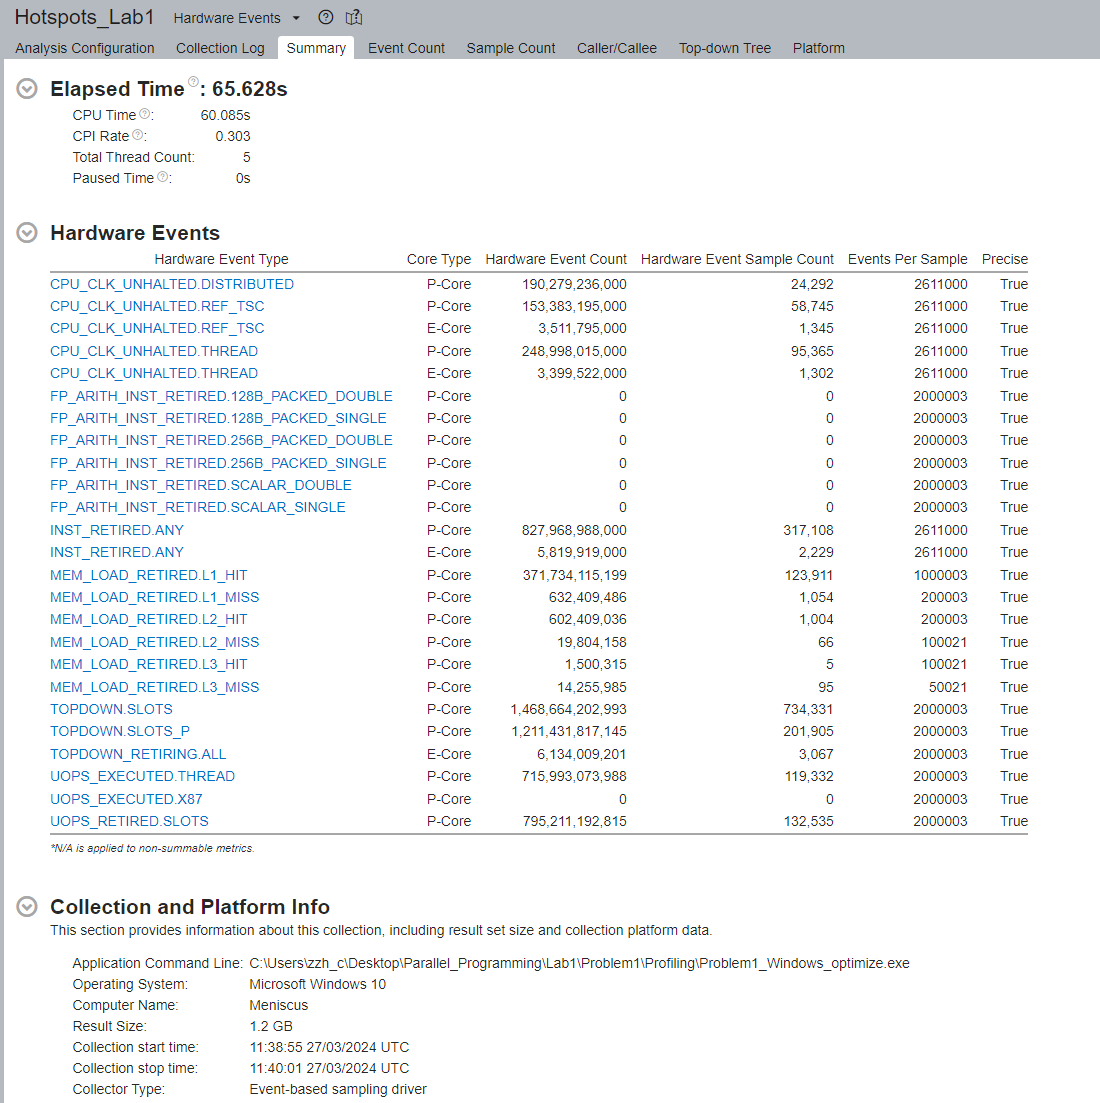 Hotspots_Lab1 Hardware Events
Analysis Configuration Collection Log Summary Event Count Sample Count Caller/Callee Top-down Tree Platform
Elapsed Time ?: 65.628s
CPU Time ?: 60.085s
CPI Rate ?: 0.303
Total Thread Count: 5
Paused Time ?: 0s
Hardware Events
Hardware Event Type Core Type Hardware Event Count Hardware Event Sample Count Events Per Sample Precise
CPU_CLK_UNHALTED.DISTRIBUTED P-Core 190,279,236,000 24,292 2611000 True
CPU_CLK_UNHALTED.REF_TSC P-Core 153,383,195,000 58,745 2611000 True
CPU_CLK_UNHALTED.REF_TSC E-Core 3,511,795,000 1,345 2611000 True
CPU_CLK_UNHALTED.THREAD P-Core 248,998,015,000 95,365 2611000 True
CPU_CLK_UNHALTED.THREAD E-Core 3,399,522,000 1,302 2611000 True
FP_ARITH_INST_RETIRED.128B_PACKED_DOUBLE P-Core 0 0 2000003 True
FP_ARITH_INST_RETIRED.128B_PACKED_SINGLE P-Core 0 0 2000003 True
FP_ARITH_INST_RETIRED.256B_PACKED_DOUBLE P-Core 0 0 2000003 True
FP_ARITH_INST_RETIRED.256B_PACKED_SINGLE P-Core 0 0 2000003 True
FP_ARITH_INST_RETIRED.SCALAR_DOUBLE P-Core 0 0 2000003 True
FP_ARITH_INST_RETIRED.SCALAR_SINGLE P-Core 0 0 2000003 True
INST_RETIRED.ANY P-Core 827,968,988,000 317,108 2611000 True
INST_RETIRED.ANY E-Core 5,819,919,000 2,229 2611000 True
MEM_LOAD_RETIRED.L1_HIT P-Core 371,734,115,199 123,911 1000003 True
MEM_LOAD_RETIRED.L1_MISS P-Core 632,409,486 1,054 200003 True
MEM_LOAD_RETIRED.L2_HIT P-Core 602,409,036 1,004 200003 True
MEM_LOAD_RETIRED.L2_MISS P-Core 19,804,158 66 100021 True
MEM_LOAD_RETIRED.L3_HIT P-Core 1,500,315 5 100021 True
MEM_LOAD_RETIRED.L3_MISS P-Core 14,255,985 95 50021 True
TOPDOWN.SLOTS P-Core 1,468,664,202,993 734,331 2000003 True
TOPDOWN.SLOTS_P P-Core 1,211,431,817,145 201,905 2000003 True
TOPDOWN_RETIRING.ALL E-Core 6,134,009,201 3,067 2000003 True
UOPS_EXECUTED.THREAD P-Core 715,993,073,988 119,332 2000003 True
UOPS_EXECUTED.X87 P-Core 0 0 2000003 True
UOPS_RETIRED.SLOTS P-Core 795,211,192,815 132,535 2000003 True
*N/A is applied to non-summable metrics.
Collection and Platform Info
This section provides information about this collection, including result set size and collection platform data.
Application Command Line: C:\Users\zzh_c\Desktop\Parallel_Programming\Lab1\Problem1\Profiling\Problem1_Windows_optimize.exe
Operating System: Microsoft Windows 10
Computer Name: Meniscus
Result Size: 1.2 GB
Collection start time: 11:38:55 27/03/2024 UTC
Collection stop time: 11:40:01 27/03/2024 UTC
Collector Type: Event-based sampling driver